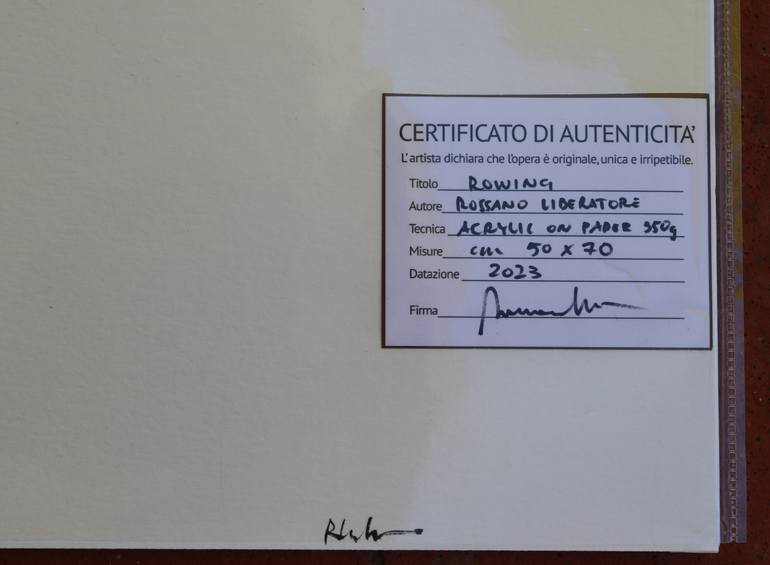 CERTIFICATO DI AUTENTICITA'
L'artista dichiara che l'opera è originale, unica e irripetibile.
Titolo ROWING
Autore ROSSANO LIBERATORE
Tecnica ACRYLIC ON PAPER 350g
Misure cm 50 x 70
Datazione 2023
Firma